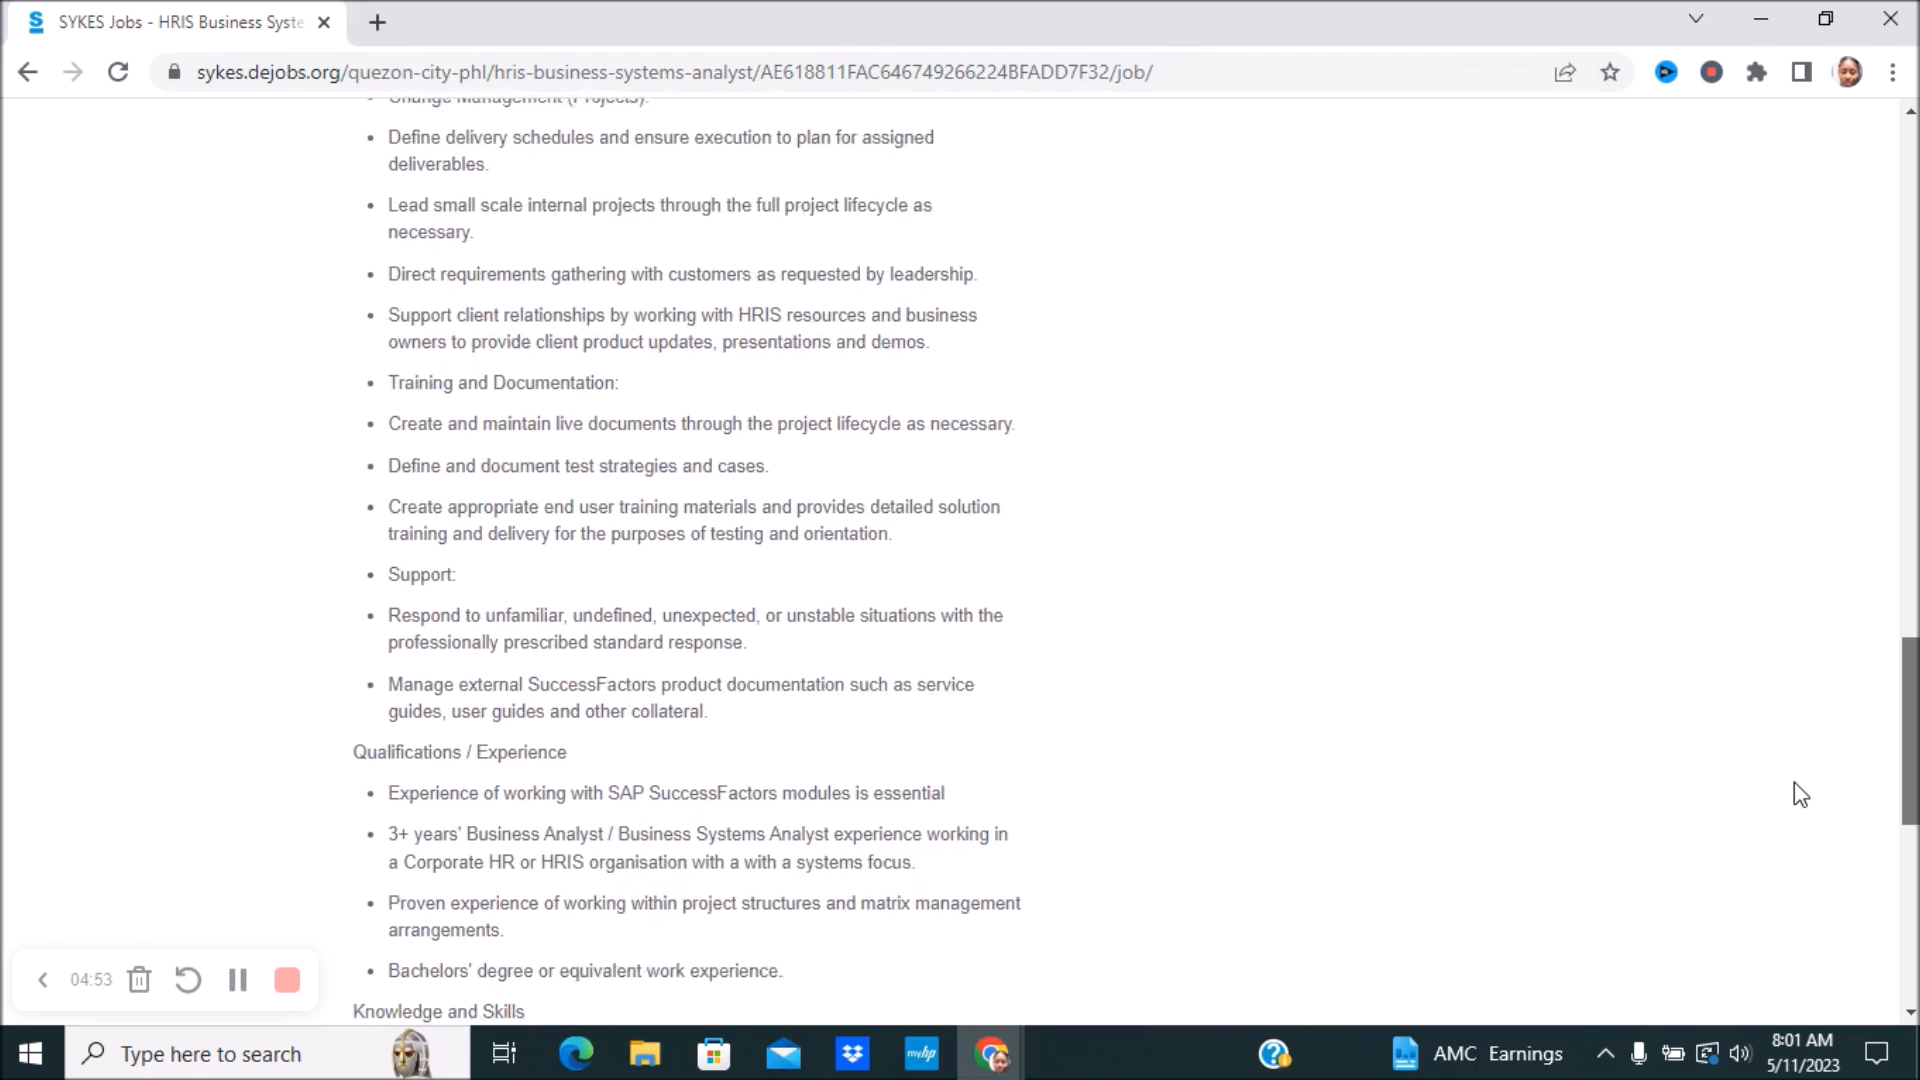 SYKES Jobs - HRIS Business Syste
sykes.dejobs.org/quezon-city-phl/hris-business-systems-analyst/AE618811FAC646749266224BFADD7F32/job/
Change Management (Projects):
Define delivery schedules and ensure execution to plan for assigned
deliverables.
Lead small scale internal projects through the full project lifecycle as
necessary.
Direct requirements gathering with customers as requested by leadership.
Support client relationships by working with HRIS resources and business
owners to provide client product updates, presentations and demos.
Training and Documentation:
Create and maintain live documents through the project lifecycle as necessary.
Define and document test strategies and cases.
Create appropriate end user training materials and provides detailed solution
training and delivery for the purposes of testing and orientation.
Support:
Respond to unfamiliar, undefined, unexpected, or unstable situations with the
professionally prescribed standard response.
Manage external SuccessFactors product documentation such as service
guides, user guides and other collateral.
Qualifications / Experience
Experience of working with SAP SuccessFactors modules is essential
3+ years' Business Analyst / Business Systems Analyst experience working in
a Corporate HR or HRIS organisation with a with a systems focus.
Proven experience of working within project structures and matrix management
arrangements.
Bachelors' degree or equivalent work experience.
Knowledge and Skills
04:53
Type here to search
myhp
AMC Earnings
8:01 AM
5/11/2023